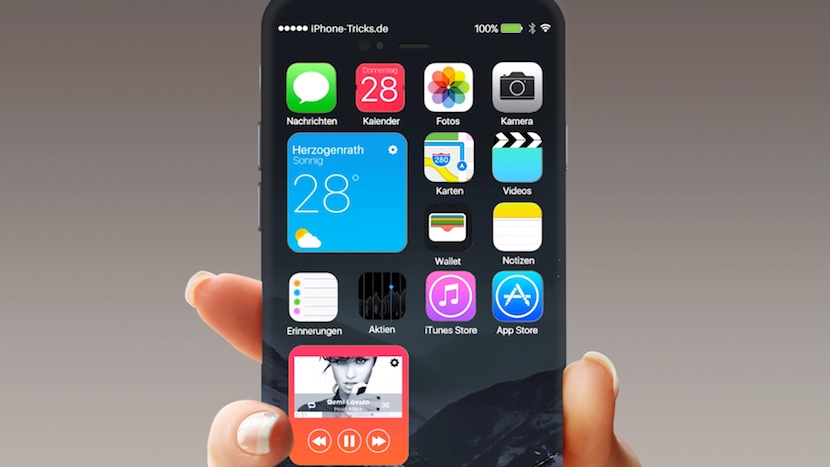 iPhone-Tricks.de
100%
Donnerstag
28
Nachrichten
Kalender
Fotos
Kamera
Herzogenrath
Sonnig
28°
280
A
Karten
Videos
Wallet
Notizen
Erinnerungen
Aktien
iTunes Store
App Store
Demi Lovato
Heart Attack